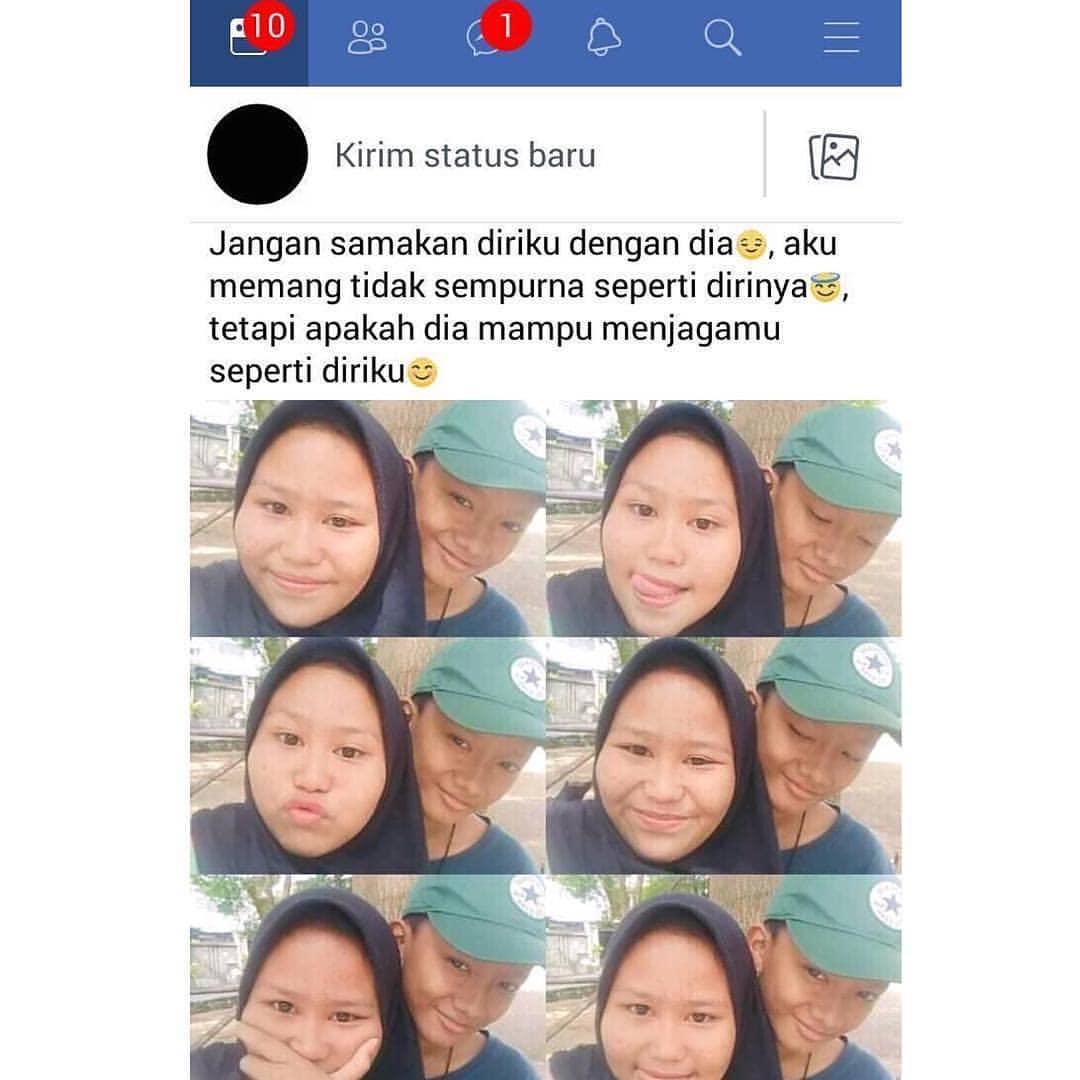 10
1
Kirim status baru
Jangan samakan diriku dengan dia😏, aku
memang tidak sempurna seperti dirinya😇,
tetapi apakah dia mampu menjagamu
seperti diriku😊